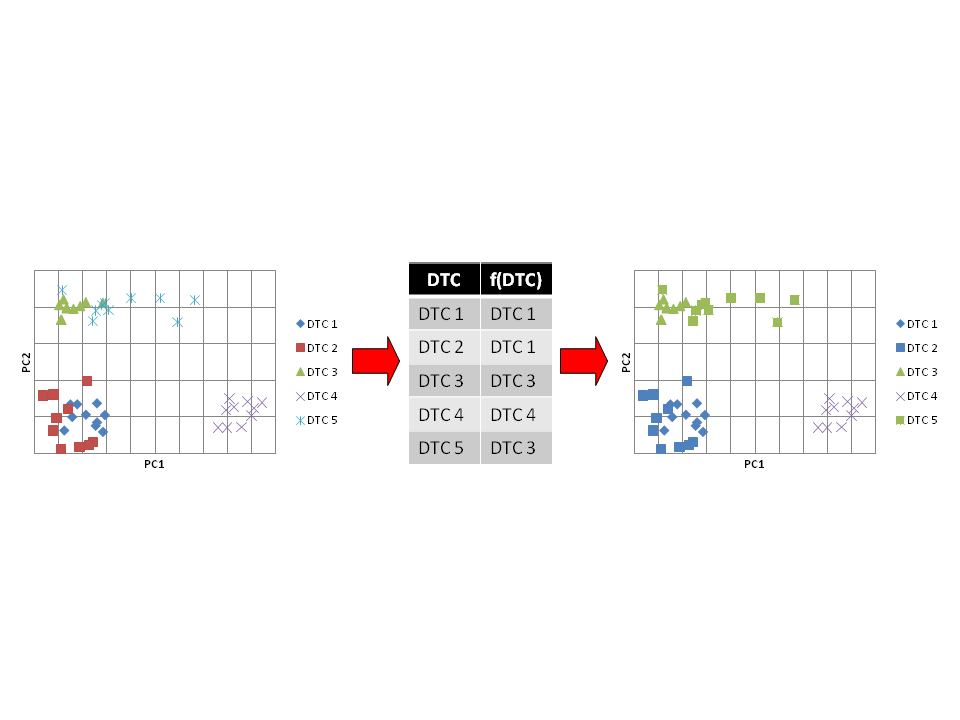 PC2
PC1
DTC 1
DTC 2
DTC 3
DTC 4
DTC 5
DTC f(DTC)
DTC 1 DTC 1
DTC 2 DTC 1
DTC 3 DTC 3
DTC 4 DTC 4
DTC 5 DTC 3
PC2
PC1
DTC 1
DTC 2
DTC 3
DTC 4
DTC 5